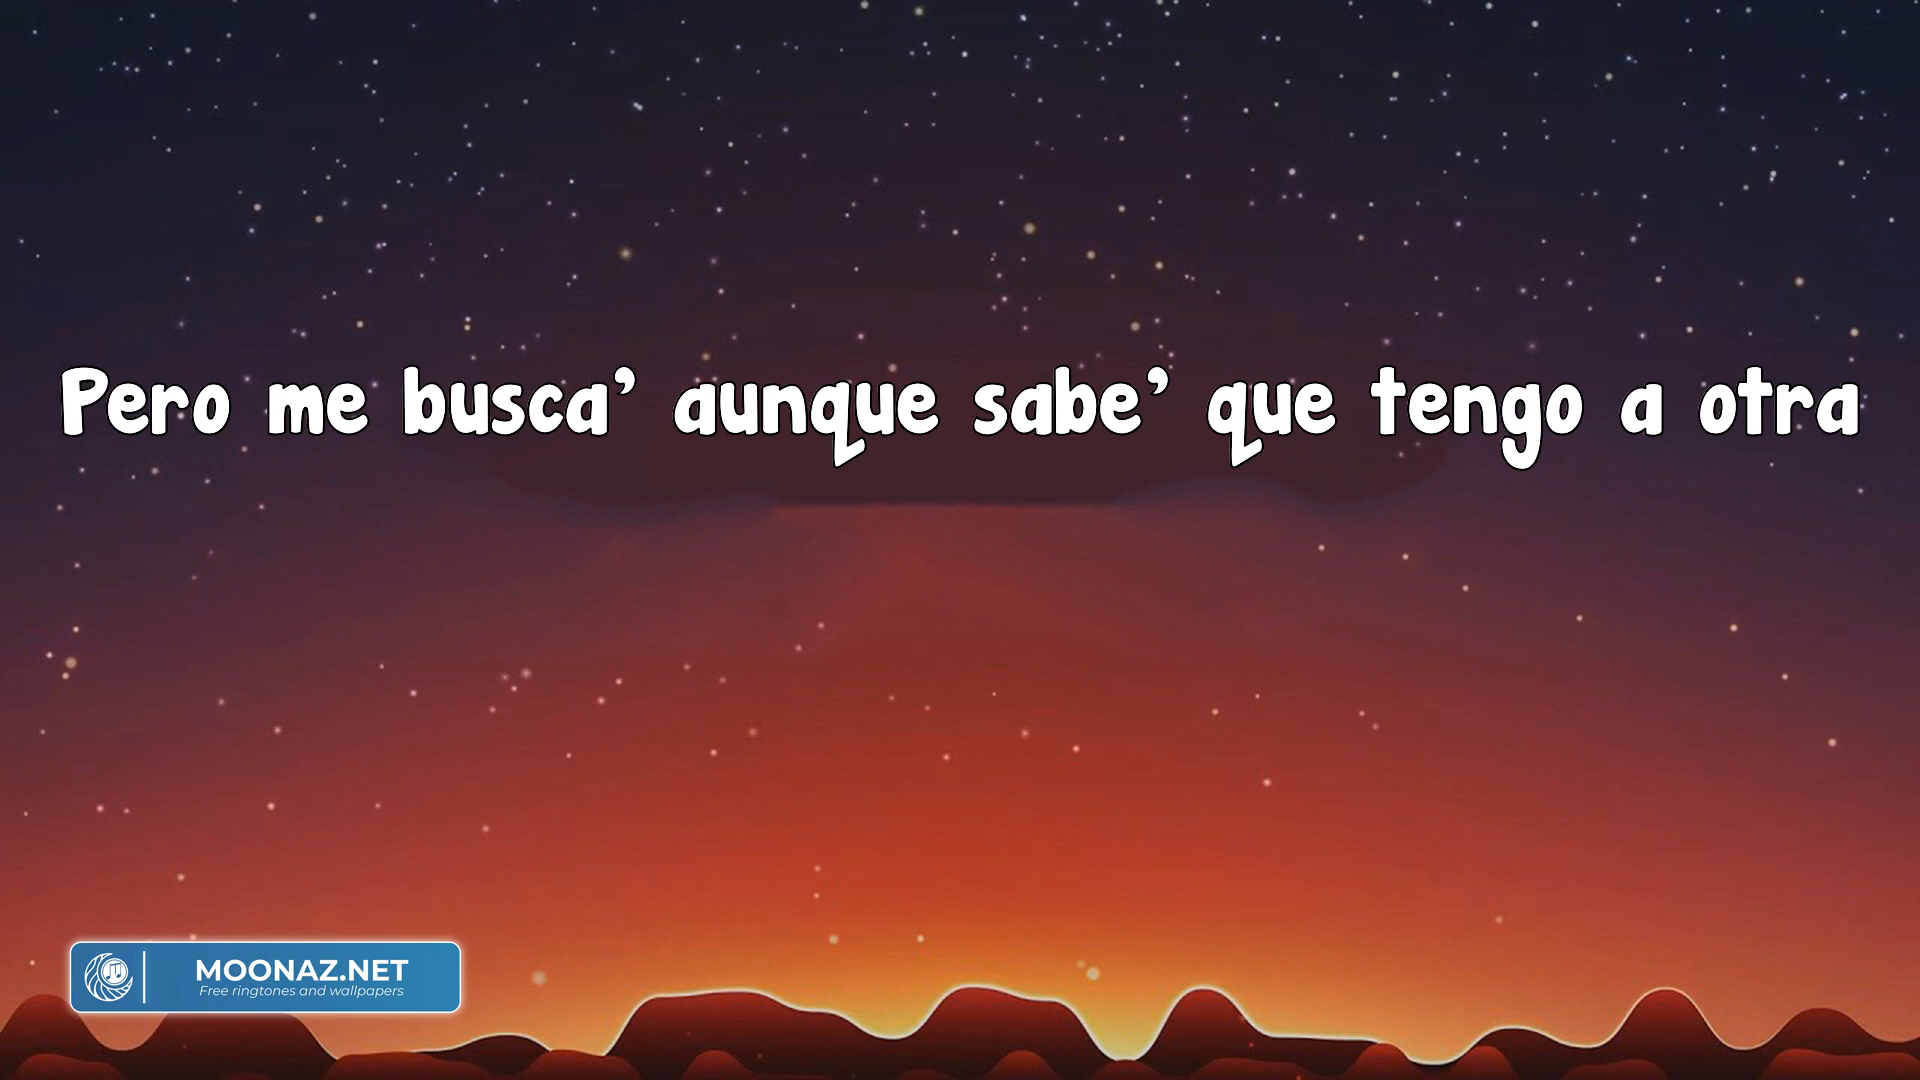 Pero me busca’ aunque sabe’ que tengo a otra
MOONAZ.NET
Free ringtones and wallpapers